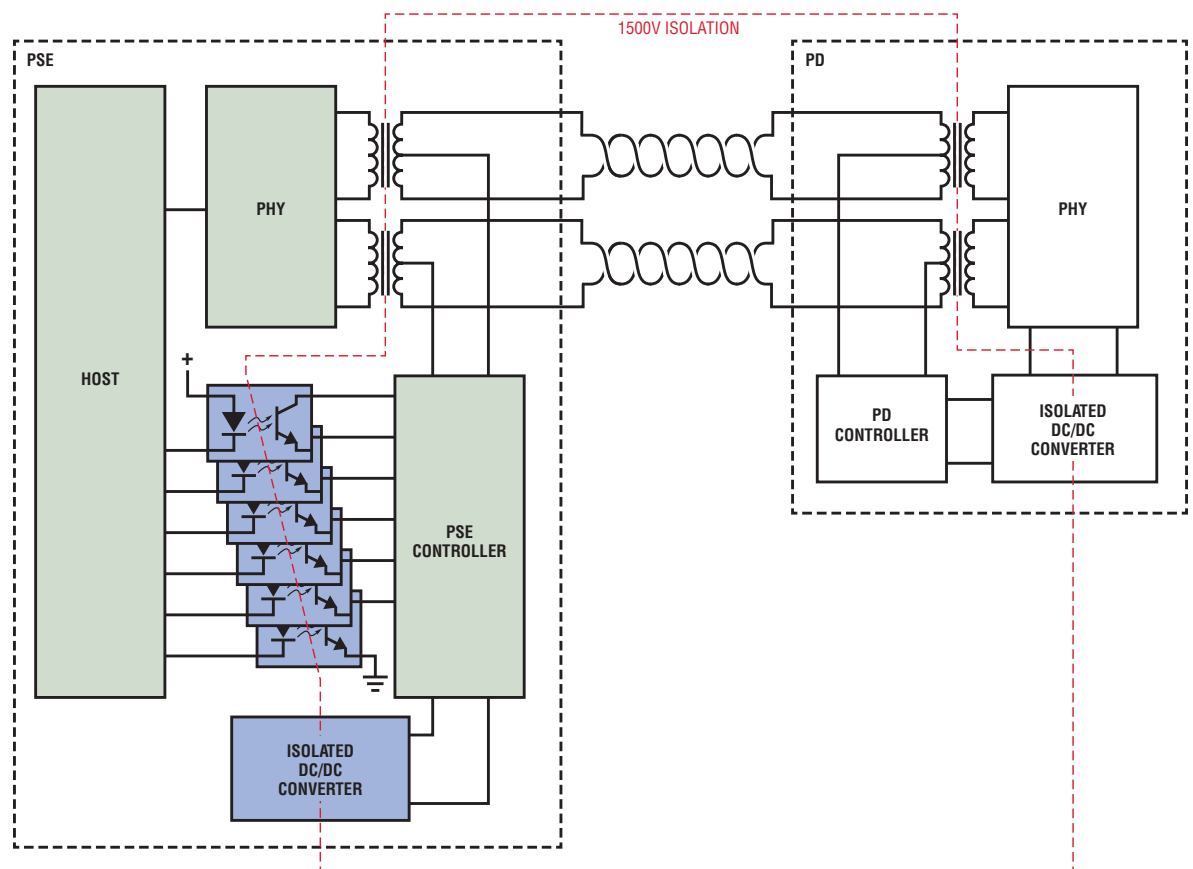 1500V ISOLATION
PSE
PD
PHY
PHY
HOST
+
PD
CONTROLLER
ISOLATED
DC/DC
CONVERTER
PSE
CONTROLLER
ISOLATED
DC/DC
CONVERTER